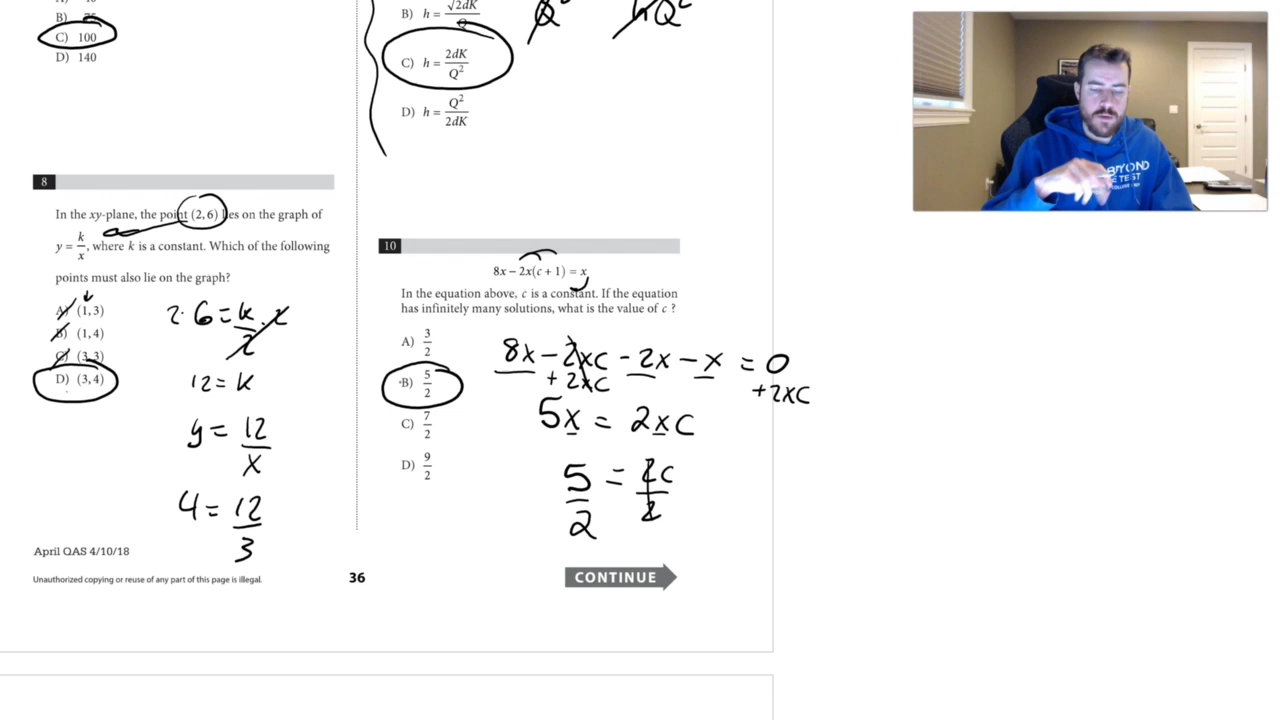 B)
C) 100
D) 140
8
In the xy-plane, the point (2, 6) lies on the graph of
y = k/x, where k is a constant. Which of the following
points must also lie on the graph?
A) (1, 3)
B) (1, 4)
C) (3, 3)
D) (3, 4)
2·6 = k/2 · 2
12 = k
y = 12/x
4 = 12/3
April QAS 4/10/18
Unauthorized copying or reuse of any part of this page is illegal.
36
B) h = √2dK/Q
C) h = 2dK/Q²
D) h = Q²/2dK
Q²
hQ²
10
8x – 2x(c + 1) = x
In the equation above, c is a constant. If the equation
has infinitely many solutions, what is the value of c ?
A) 3/2
B) 5/2
C) 7/2
D) 9/2
8x - 2xc - 2x - x = 0
+ 2xc +2xc
5x = 2xc
5/2 = 2c/2
CONTINUE
BEYOND
THE TEST